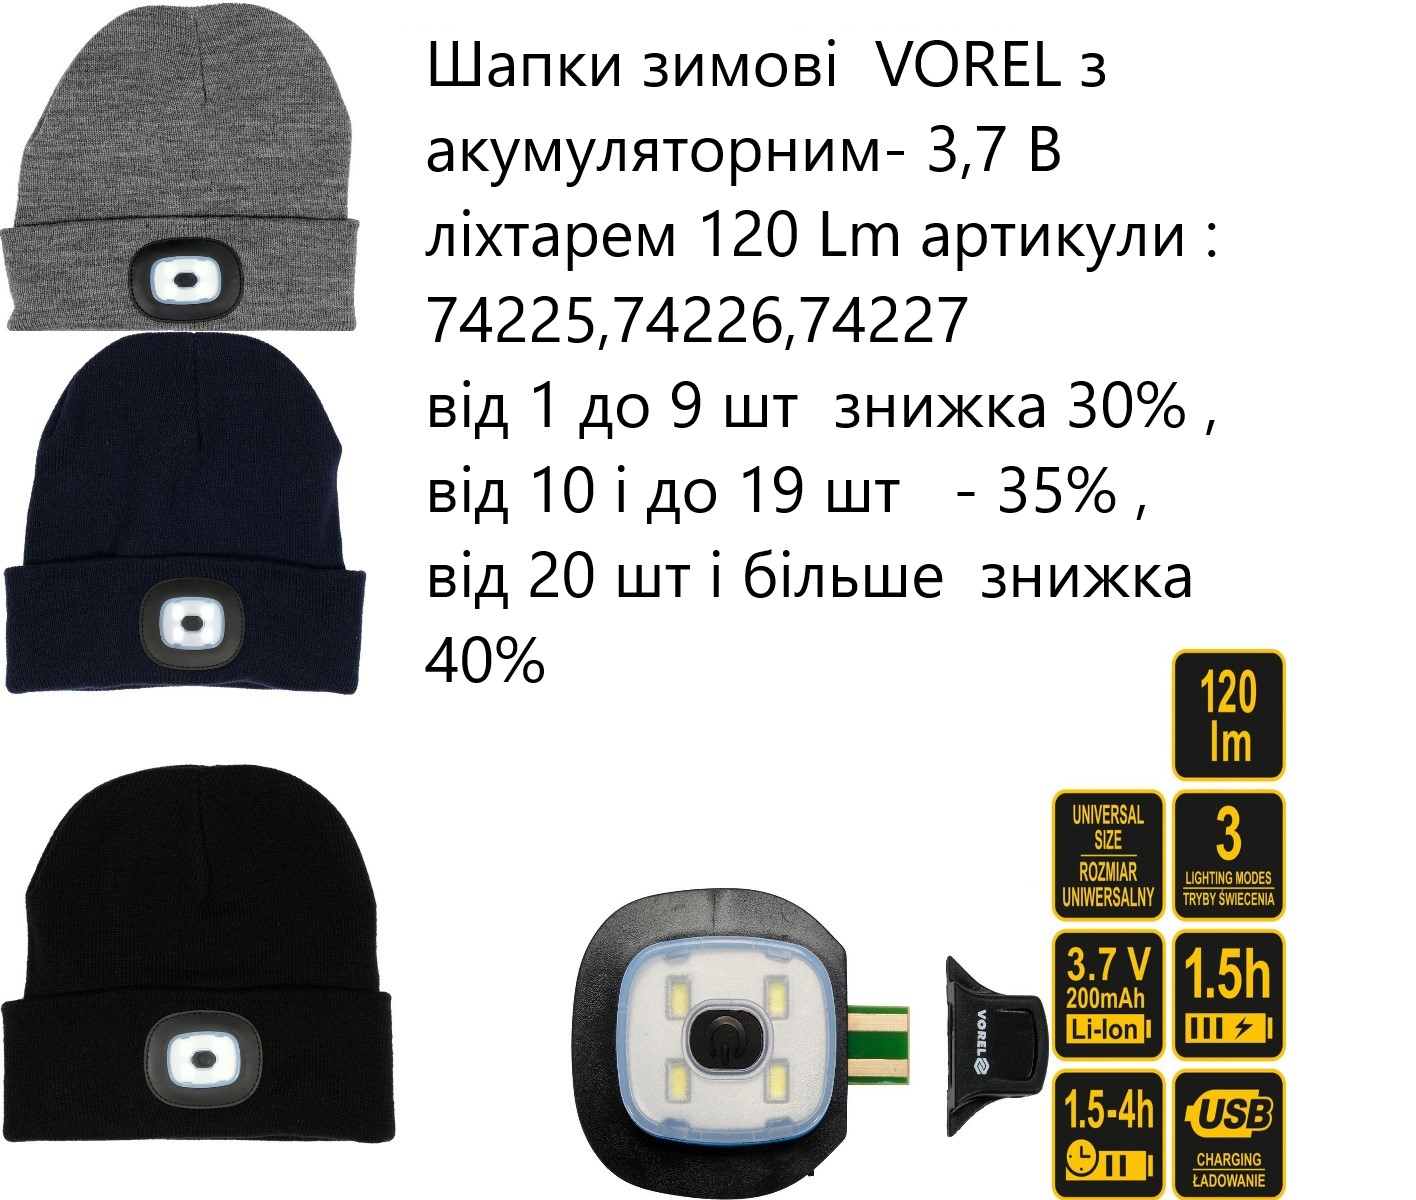 Шапки зимові VOREL з
акумуляторним- 3,7 В
ліхтарем 120 Lm артикули :
74225,74226,74227
від 1 до 9 шт знижка 30% ,
від 10 і до 19 шт - 35% ,
від 20 шт і більше знижка
40%
120
lm
UNIVERSAL
SIZE
ROZMIAR
UNIWERSALNY
3
LIGHTING MODES
TRYBY ŚWIECENIA
3.7 V
200mAh
Li-Ion
1.5h
VOREL
1.5-4h
USB
CHARGING
ŁADOWANIE